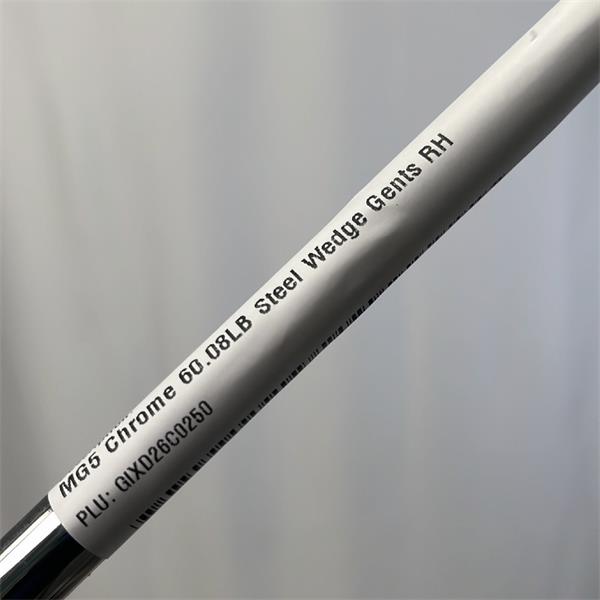 MG5 Chrome 60.08LB Steel Wedge Gents RH
PLU: GIXD26C0250